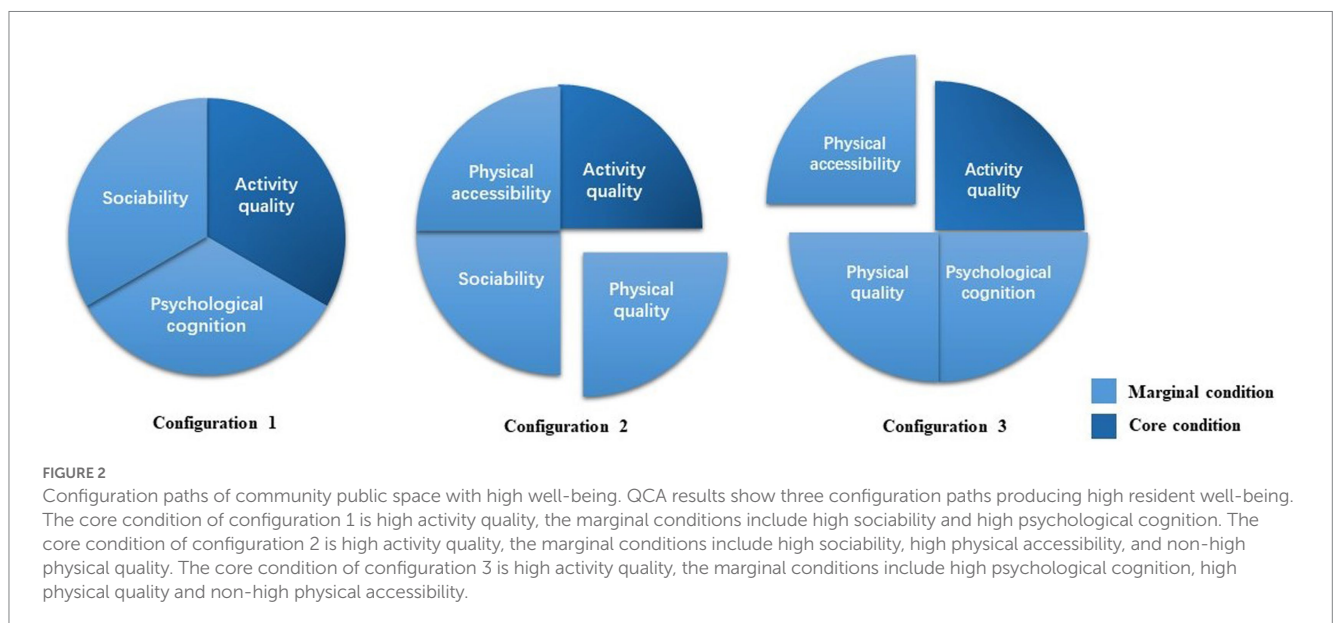 Sociability
Activity
quality
Psychological
cognition
Configuration 1
Physical
accessibility
Activity
quality
Sociability
Physical
quality
Configuration 2
Physical
accessibility
Activity
quality
Physical
quality
Psychological
cognition
Configuration 3
Marginal condition
Core condition
FIGURE 2
Configuration paths of community public space with high well-being. QCA results show three configuration paths producing high resident well-being.
The core condition of configuration 1 is high activity quality, the marginal conditions include high sociability and high psychological cognition. The
core condition of configuration 2 is high activity quality, the marginal conditions include high sociability, high physical accessibility, and non-high
physical quality. The core condition of configuration 3 is high activity quality, the marginal conditions include high psychological cognition, high
physical quality and non-high physical accessibility.